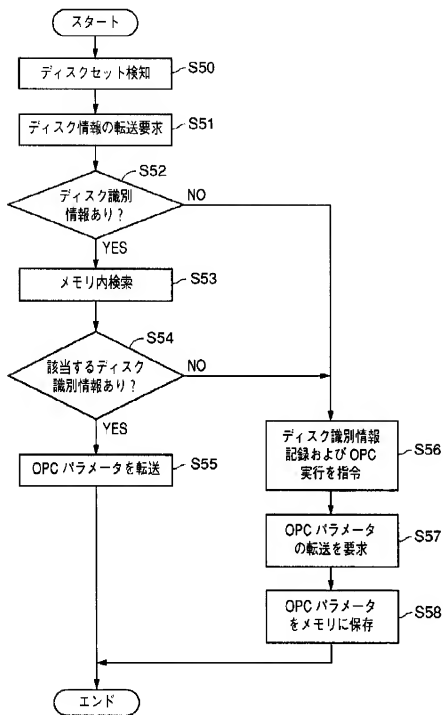 スタート
ディスクセット検知
S50
ディスク情報の転送要求
S51
S52
ディスク識別
情報あり?
NO
YES
メモリ内検索
S53
S54
該当するディスク
識別情報あり?
NO
YES
OPC パラメータを転送
S55
ディスク識別情報
記録および OPC
実行を指令
S56
OPC パラメータ
の転送を要求
S57
OPC パラメータ
をメモリに保存
S58
エンド